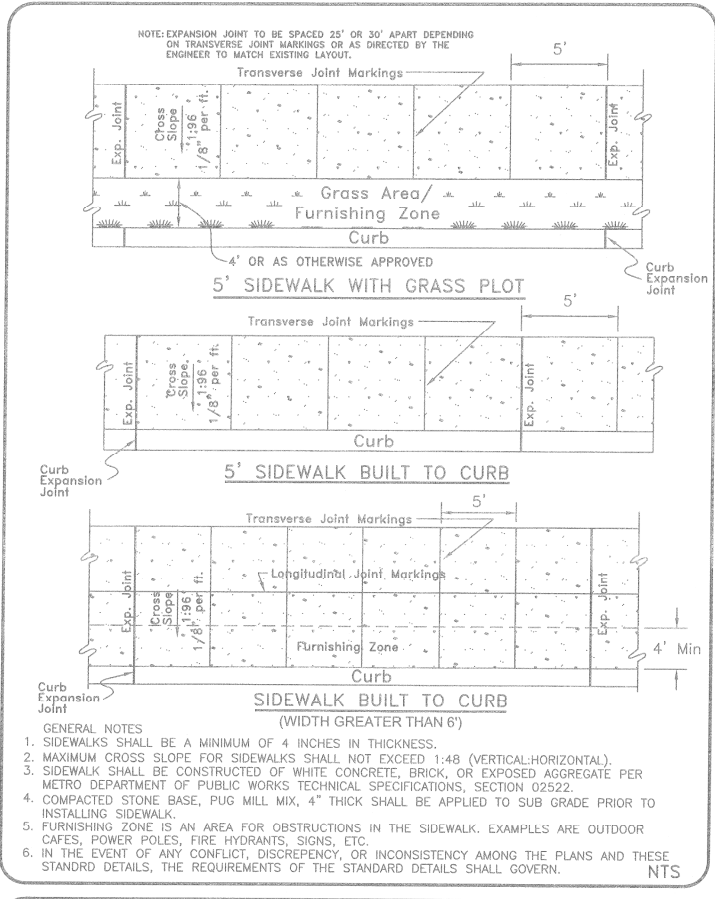 NOTE: EXPANSION JOINT TO BE SPACED 25' OR 30' APART DEPENDING
ON TRANSVERSE JOINT MARKINGS OR AS DIRECTED BY THE
ENGINEER TO MATCH EXISTING LAYOUT.
5'
Transverse Joint Markings
Exp. Joint
Cross
Slope
1:96
1/8" per ft.
Exp. Joint
Grass Area/
Furnishing Zone
Curb
4' OR AS OTHERWISE APPROVED
Curb
Expansion
Joint
5' SIDEWALK WITH GRASS PLOT
5'
Transverse Joint Markings
Exp. Joint
Cross
Slope
1:96
1/8" per ft.
Exp. Joint
Curb
Curb
Expansion
Joint
5' SIDEWALK BUILT TO CURB
5'
Transverse Joint Markings
Longitudinal Joint Markings
Exp. Joint
Cross
Slope
1:96
1/8" per ft.
Exp. Joint
Furnishing Zone
4' Min
Curb
Curb
Expansion
Joint
SIDEWALK BUILT TO CURB
(WIDTH GREATER THAN 6')
GENERAL NOTES
1. SIDEWALKS SHALL BE A MINIMUM OF 4 INCHES IN THICKNESS.
2. MAXIMUM CROSS SLOPE FOR SIDEWALKS SHALL NOT EXCEED 1:48 (VERTICAL:HORIZONTAL).
3. SIDEWALK SHALL BE CONSTRUCTED OF WHITE CONCRETE, BRICK, OR EXPOSED AGGREGATE PER
METRO DEPARTMENT OF PUBLIC WORKS TECHNICAL SPECIFICATIONS, SECTION 02522.
4. COMPACTED STONE BASE, PUG MILL MIX, 4" THICK SHALL BE APPLIED TO SUB GRADE PRIOR TO
INSTALLING SIDEWALK.
5. FURNISHING ZONE IS AN AREA FOR OBSTRUCTIONS IN THE SIDEWALK. EXAMPLES ARE OUTDOOR
CAFES, POWER POLES, FIRE HYDRANTS, SIGNS, ETC.
6. IN THE EVENT OF ANY CONFLICT, DISCREPENCY, OR INCONSISTENCY AMONG THE PLANS AND THESE
STANDRD DETAILS, THE REQUIREMENTS OF THE STANDARD DETAILS SHALL GOVERN.
NTS